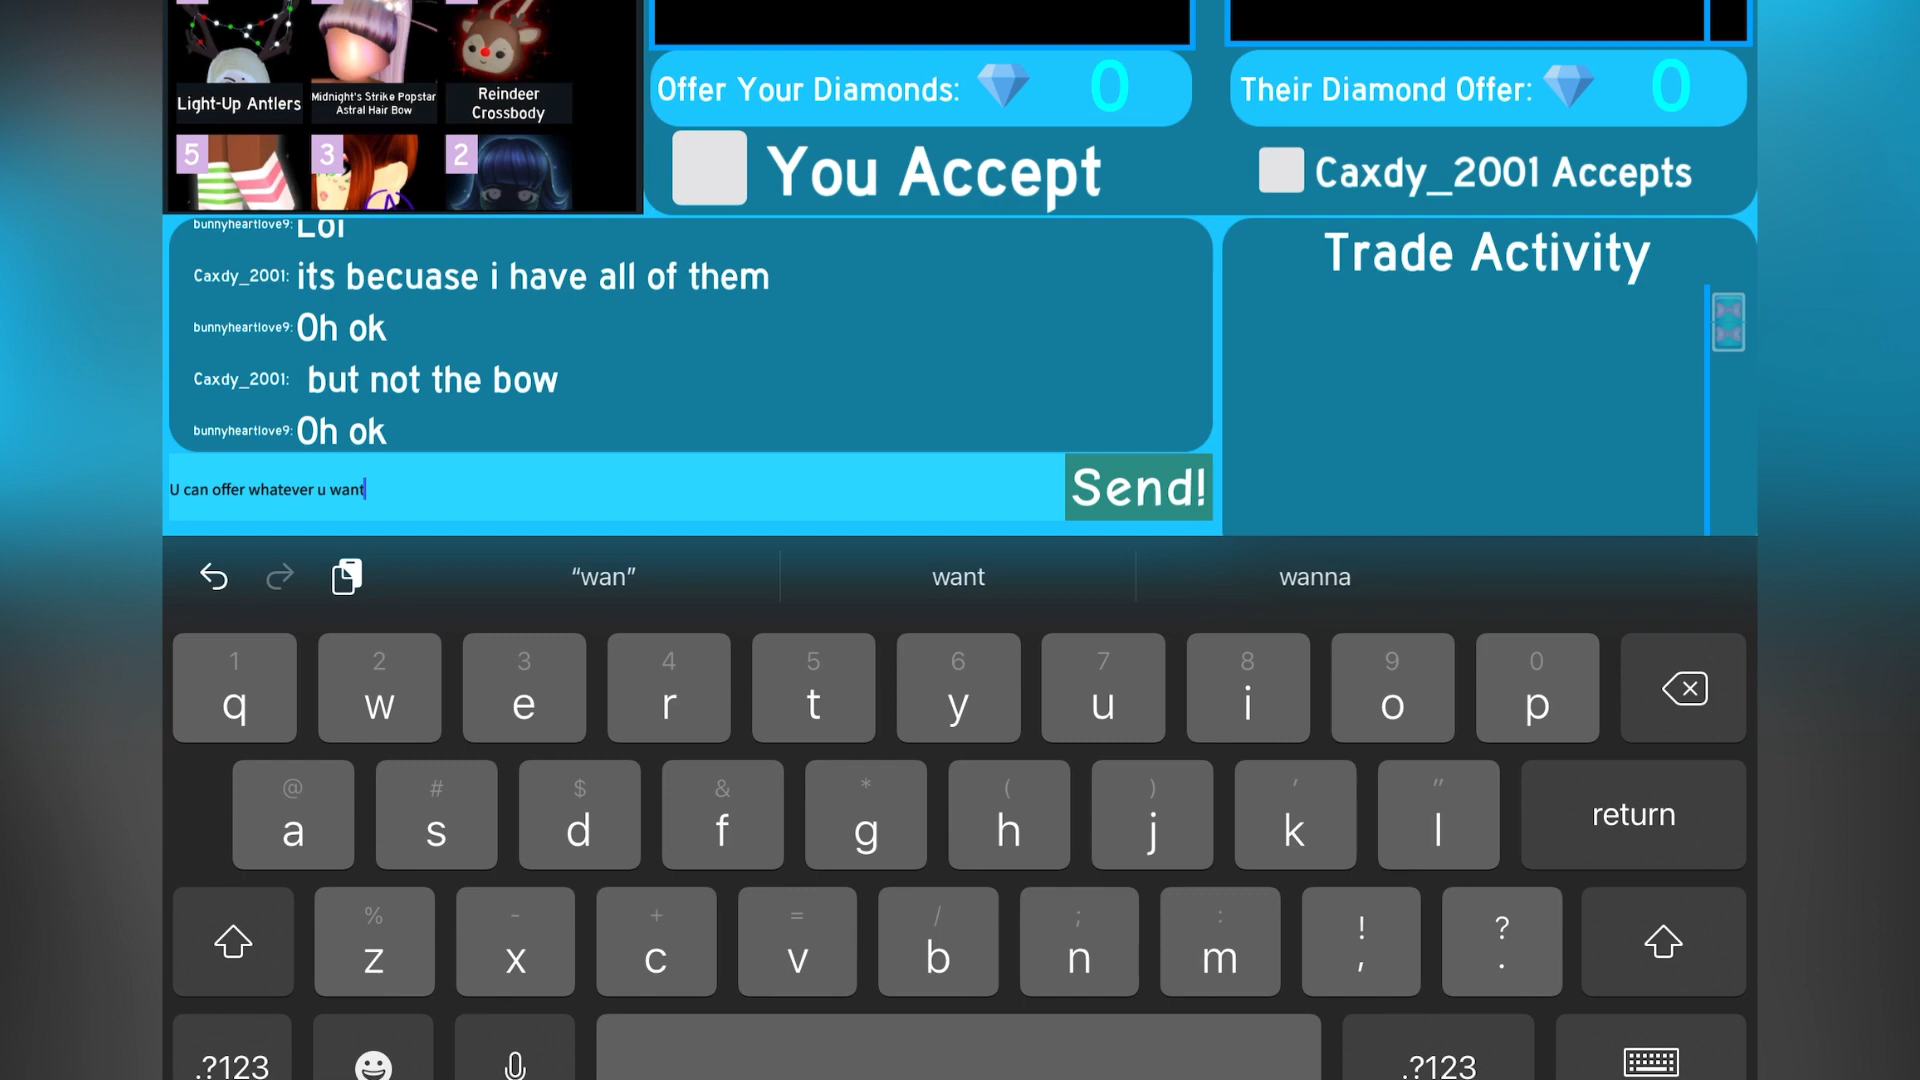 Light-Up Antlers
Midnight's Strike Popstar
Astral Hair Bow
Reindeer
Crossbody
5
3
2
Offer Your Diamonds: 0
Their Diamond Offer: 0
You Accept
Caxdy_2001 Accepts
bunnyheartlove9: Lol
Caxdy_2001: its becuase i have all of them
bunnyheartlove9: Oh ok
Caxdy_2001: but not the bow
bunnyheartlove9: Oh ok
Trade Activity
U can offer whatever u want
Send!
“wan” want wanna
1 2 3 4 5 6 7 8 9 0
q w e r t y u i o p
@ # $ & * ( ) ' "
a s d f g h j k l return
% - + = / ; : ! ?
z x c v b n m , .
.?123 .?123